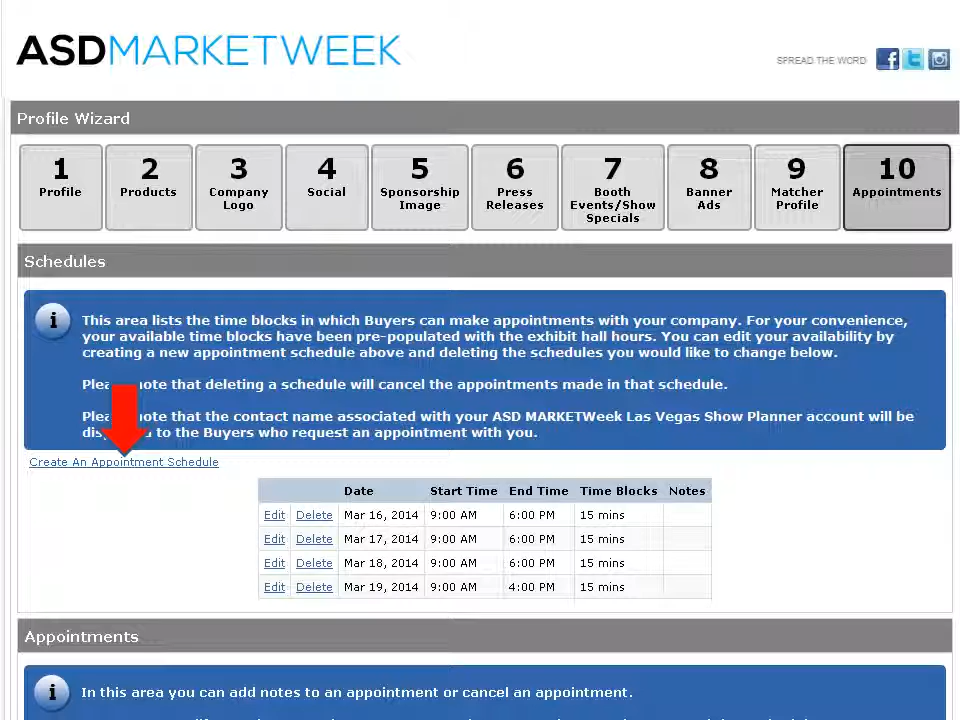 ASDMARKETWEEK
SPREAD THE WORD
Profile Wizard
1
Profile
2
Products
3
Company
Logo
4
Social
5
Sponsorship
Image
6
Press
Releases
7
Booth
Events/Show
Specials
8
Banner
Ads
9
Matcher
Profile
10
Appointments
Schedules
i
This area lists the time blocks in which Buyers can make appointments with your company. For your convenience,
your available time blocks have been pre-populated with the exhibit hall hours. You can edit your availability by
creating a new appointment schedule above and deleting the schedules you would like to change below.
note that deleting a schedule will cancel the appointments made in that schedule.
note that the contact name associated with your ASD MARKETWeek Las Vegas Show Planner account will be
to the Buyers who request an appointment with you.
Create An Appointment Schedule
Date Start Time End Time Time Blocks Notes
Edit Delete Mar 16, 2014 9:00 AM 6:00 PM 15 mins
Edit Delete Mar 17, 2014 9:00 AM 6:00 PM 15 mins
Edit Delete Mar 18, 2014 9:00 AM 6:00 PM 15 mins
Edit Delete Mar 19, 2014 9:00 AM 4:00 PM 15 mins
Appointments
i
In this area you can add notes to an appointment or cancel an appointment.